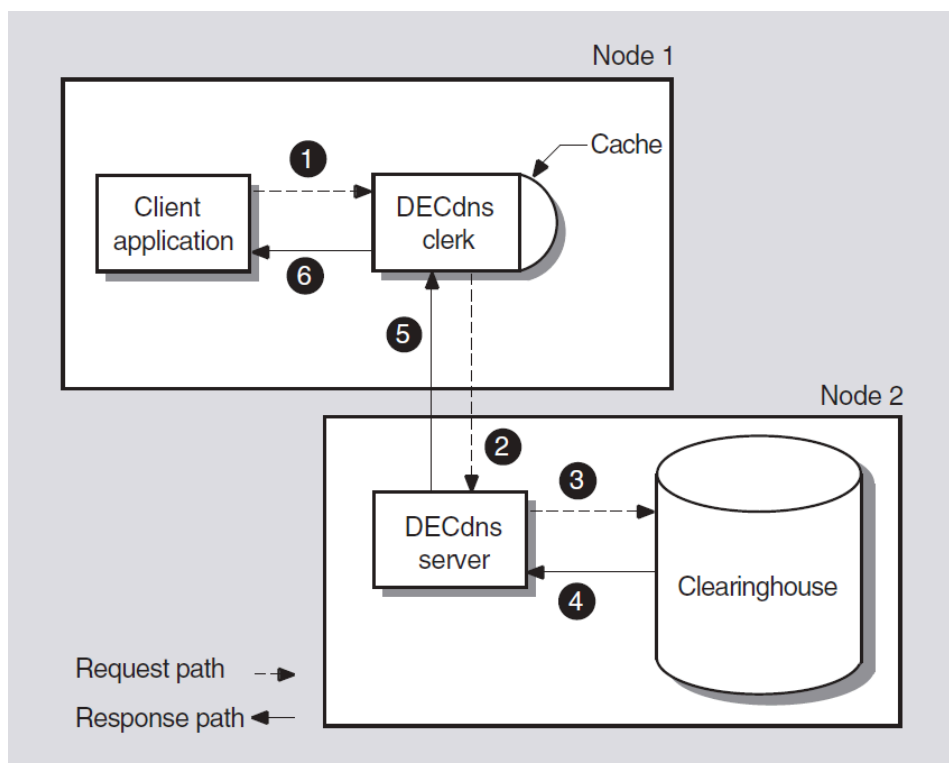 Node 1
Cache
1
Client
application
DECdns
clerk
6
5
Node 2
2
3
DECdns
server
4
Clearinghouse
Request path
Response path